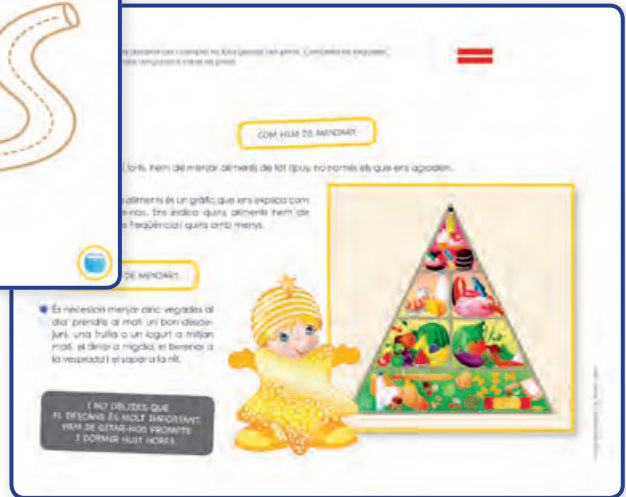 COM HEM DE MENJAR?
i forts, hem de menjar aliments de tot tipus, no només els que ens agraden.
aliments és un gràfic que ens explica com
-nos. Ens indica quins aliments hem de
freqüència i quins amb menys.
DE MENJAR?
És necessari menjar cinc vegades al
dia: prendre al matí un bon desde-
juni, una fruita o un iogurt a mitjan
matí, el dinar a migdia, el berenar a
la vesprada i el sopar a la nit.
I NO OBLIDES QUE
EL DESCANS ÉS MOLT IMPORTANT.
HEM DE GITAR-NOS PROMPTE
I DORMIR HUIT HORES.